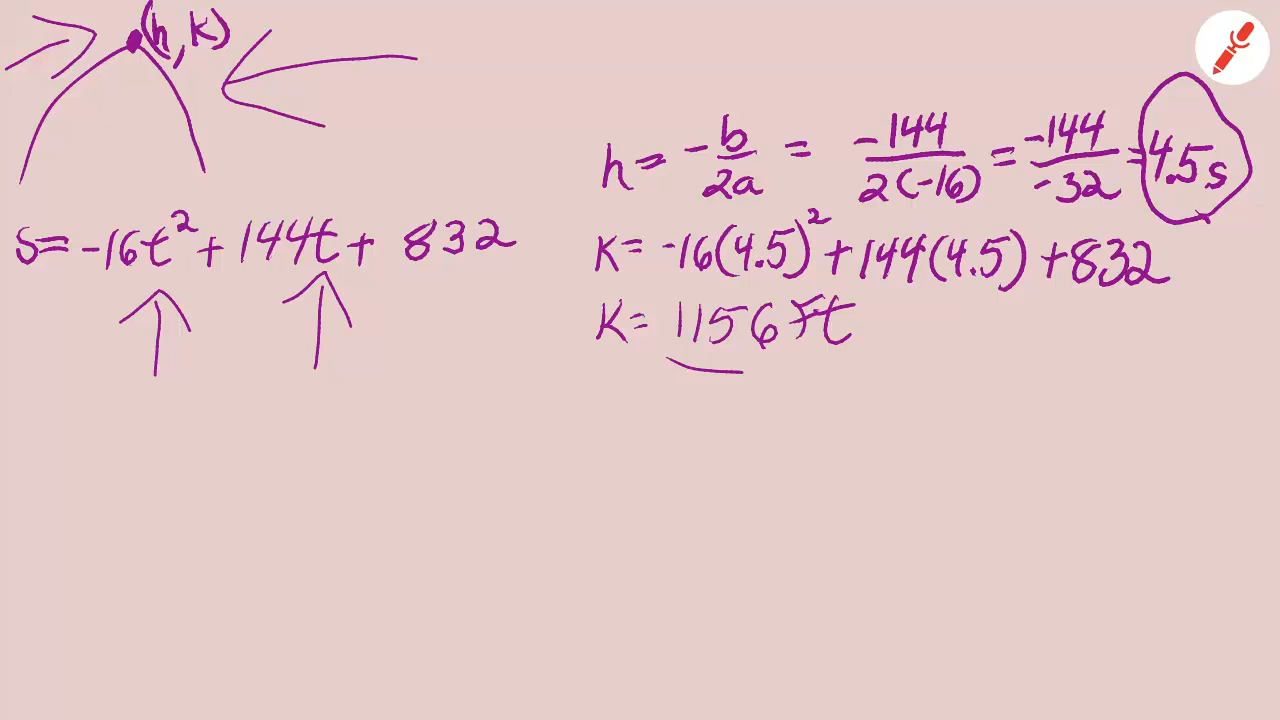 (h, k)
h = -b/2a = -144/2(-16) = -144/-32 = 4.5s
s = -16t² + 144t + 832
K = -16(4.5)² + 144(4.5) + 832
K = 1156 Ft